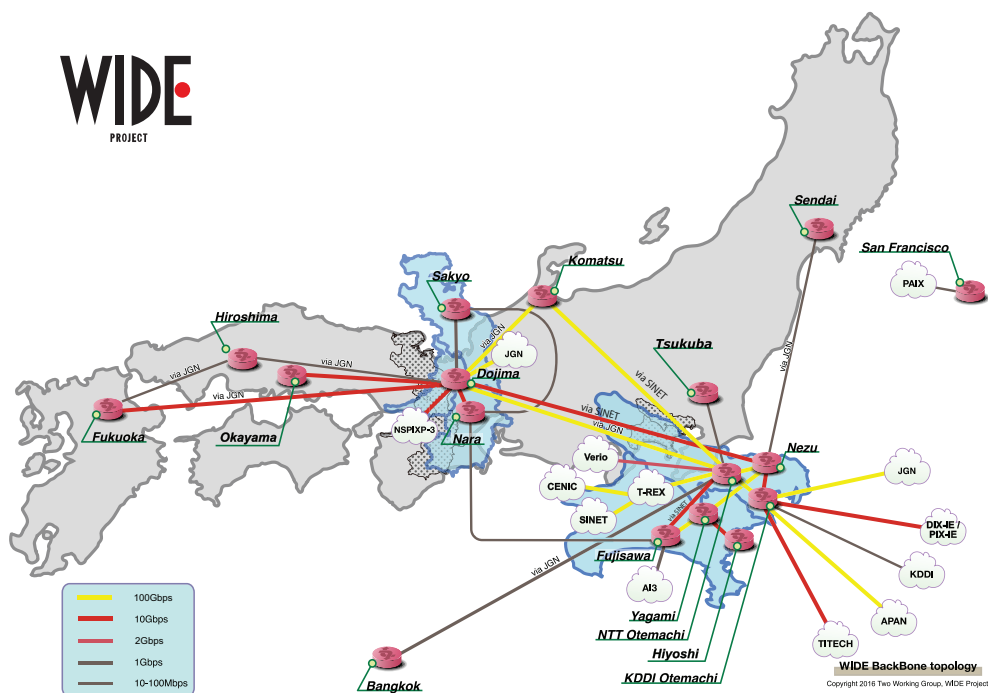 WIDE
PROJECT
Sendai
San Francisco
PAIX
Komatsu
Sakyo
via JGN
Hiroshima
via JGN
JGN
via JGN
Tsukuba
via SINET
via JGN
Dojima
via JGN
Fukuoka
Okayama
NSPIXP-3
Nara
via SINET
via JGN
Nezu
Verio
JGN
CENIC
T-REX
SINET
via SINET
DIX-IE /
PIX-IE
Fujisawa
KDDI
via JGN
AI3
Yagami
APAN
NTT Otemachi
TITECH
Hiyoshi
KDDI Otemachi
Bangkok
100Gbps
10Gbps
2Gbps
1Gbps
10-100Mbps
WIDE BackBone topology
Copyright 2016 Two Working Group, WIDE Project